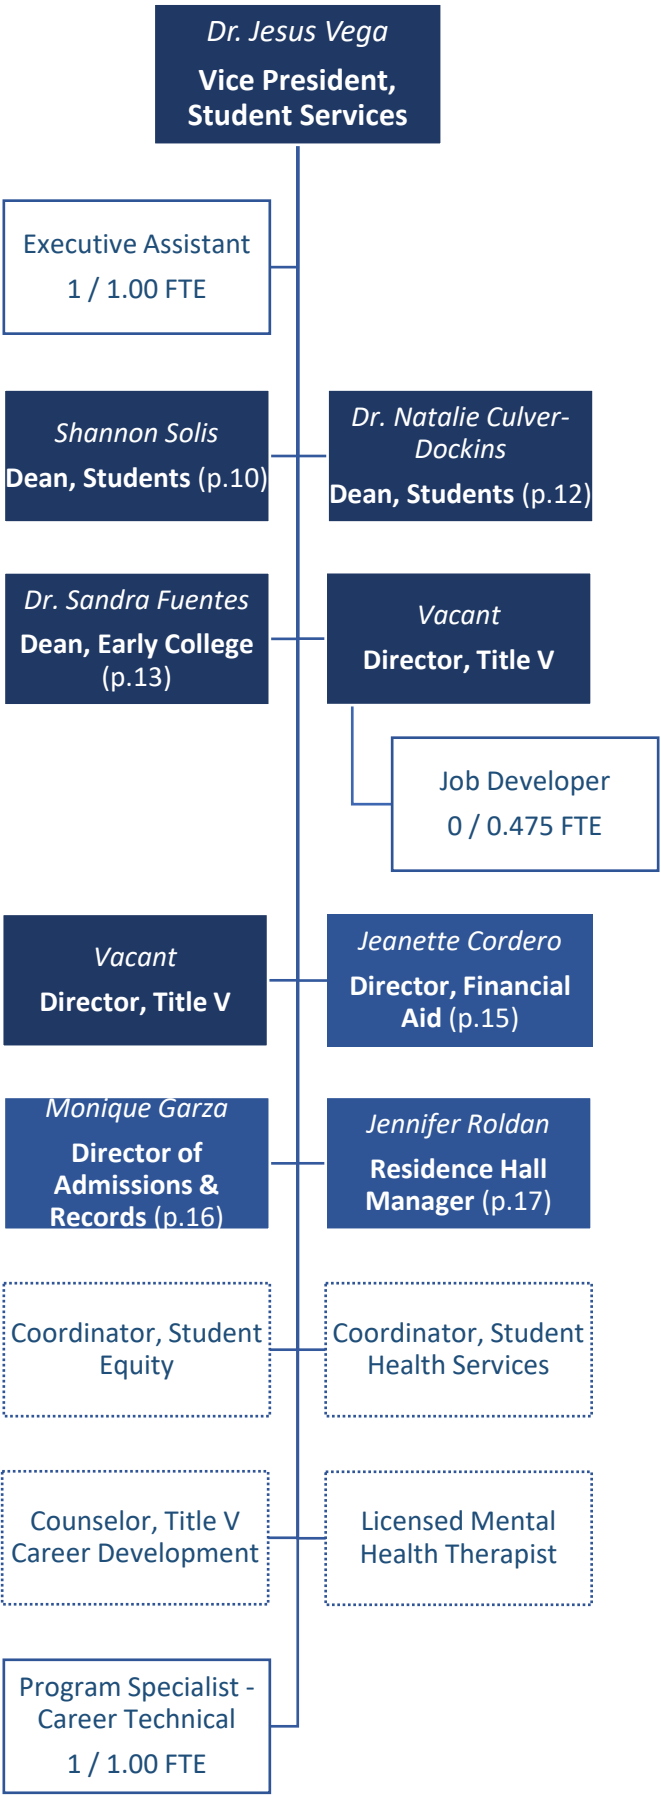 Dr. Jesus Vega
Vice President,
Student Services
Executive Assistant
1 / 1.00 FTE
Shannon Solis
Dean, Students (p.10)
Dr. Natalie Culver-
Dockins
Dean, Students (p.12)
Dr. Sandra Fuentes
Dean, Early College
(p.13)
Vacant
Director, Title V
Job Developer
0 / 0.475 FTE
Vacant
Director, Title V
Jeanette Cordero
Director, Financial
Aid (p.15)
Monique Garza
Director of
Admissions &
Records (p.16)
Jennifer Roldan
Residence Hall
Manager (p.17)
Coordinator, Student
Equity
Coordinator, Student
Health Services
Counselor, Title V
Career Development
Licensed Mental
Health Therapist
Program Specialist -
Career Technical
1 / 1.00 FTE